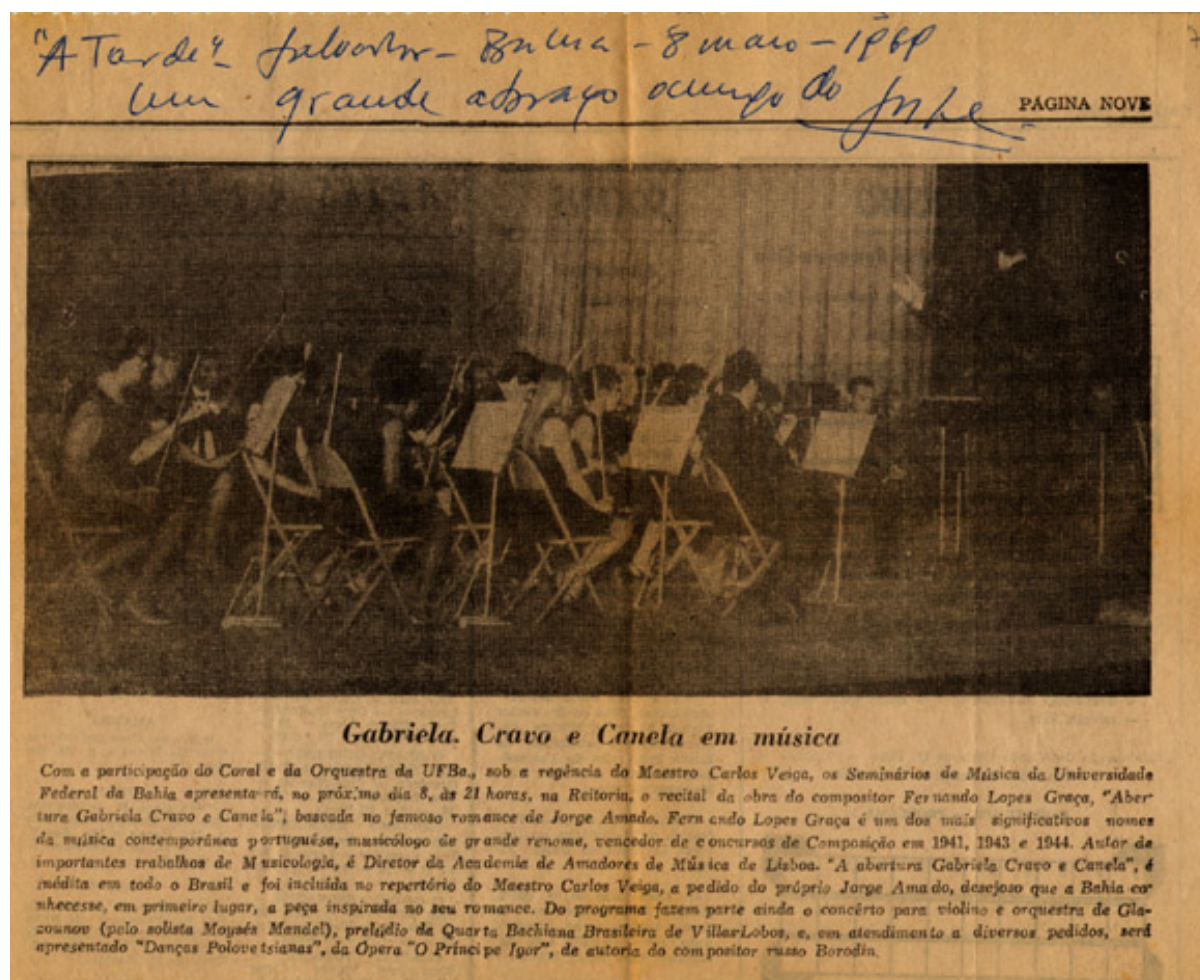 "A Tarde" Salvador - Bahia - 8 maio - 1969
um grande abraço amigo do Jorge
PÁGINA NOVE
Gabriela. Cravo e Canela em música
Com a participação do Coral e da Orquestra da UFBa., sob a regência do Maestro Carlos Veiga, os Seminários de Música da Universidade
Federal da Bahia apresenta-rá, no próximo dia 8, às 21 horas, na Reitoria, o recital da obra do compositor Fernando Lopes Graça, "Aber
tura Gabriela Cravo e Canela", baseada no famoso romance de Jorge Amado. Fernando Lopes Graça é um dos mais significativos nomes
da música contemporânea portuguêsa, musicólogo de grande renome, vencedor de concursos de Composição em 1941, 1943 e 1944. Autor de
importantes trabalhos de Musicologia, é Diretor da Academia de Amadores de Música de Lisboa. "A abertura Gabriela Cravo e Canela", é
inédita em todo o Brasil e foi incluída no repertório do Maestro Carlos Veiga, a pedido do próprio Jorge Amado, desejoso que a Bahia co
nhecesse, em primeiro lugar, a peça inspirada no seu romance. Do programa fazem parte ainda o concêrto para violino e orquestra de Gla-
zounov (pelo solista Moysés Mandel), prelúdio da Quarta Bachiana Brasileira de Villas-Lobos, e, em atendimento a diversos pedidos, será
apresentado "Danças Polovetsianas", da Opera "O Príncipe Igor", de autoria do compositor russo Borodin.